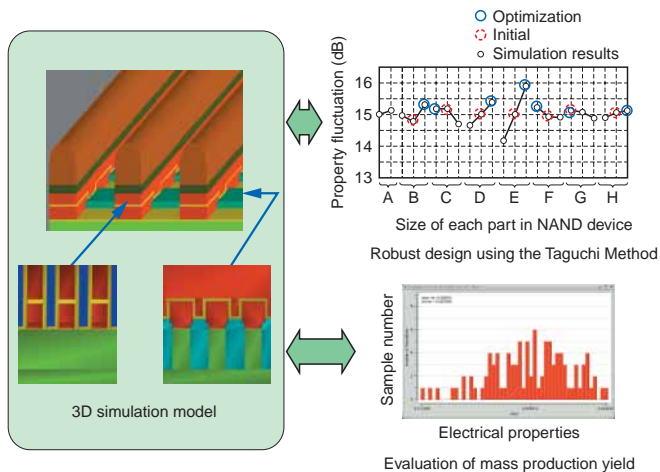 Optimization
Initial
Simulation results
Property fluctuation (dB)
16
15
14
13
A
B
C
D
E
F
G
H
Size of each part in NAND device
Robust design using the Taguchi Method
3D simulation model
Sample number
Electrical properties
Evaluation of mass production yield